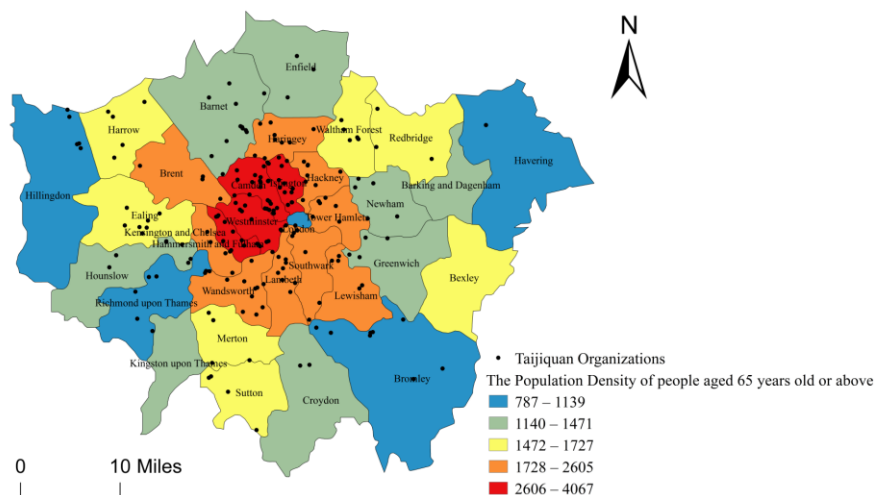 N
Enfield
Barnet
Harrow
Haringey
Waltham Forest
Redbridge
Havering
Brent
Hackney
Camden
Islington
Barking and Dagenham
Hillingdon
Newham
Ealing
Westminster
Tower Hamlets
Kensington and Chelsea
London
Hammersmith and Fulham
Hounslow
Southwark
Greenwich
Bexley
Richmond upon Thames
Wandsworth
Lambeth
Lewisham
Merton
Kingston upon Thames
Bromley
Sutton
Croydon
Taijiquan Organizations
The Population Density of people aged 65 years old or above
787 – 1139
1140 – 1471
1472 – 1727
1728 – 2605
2606 – 4067
0 10 Miles